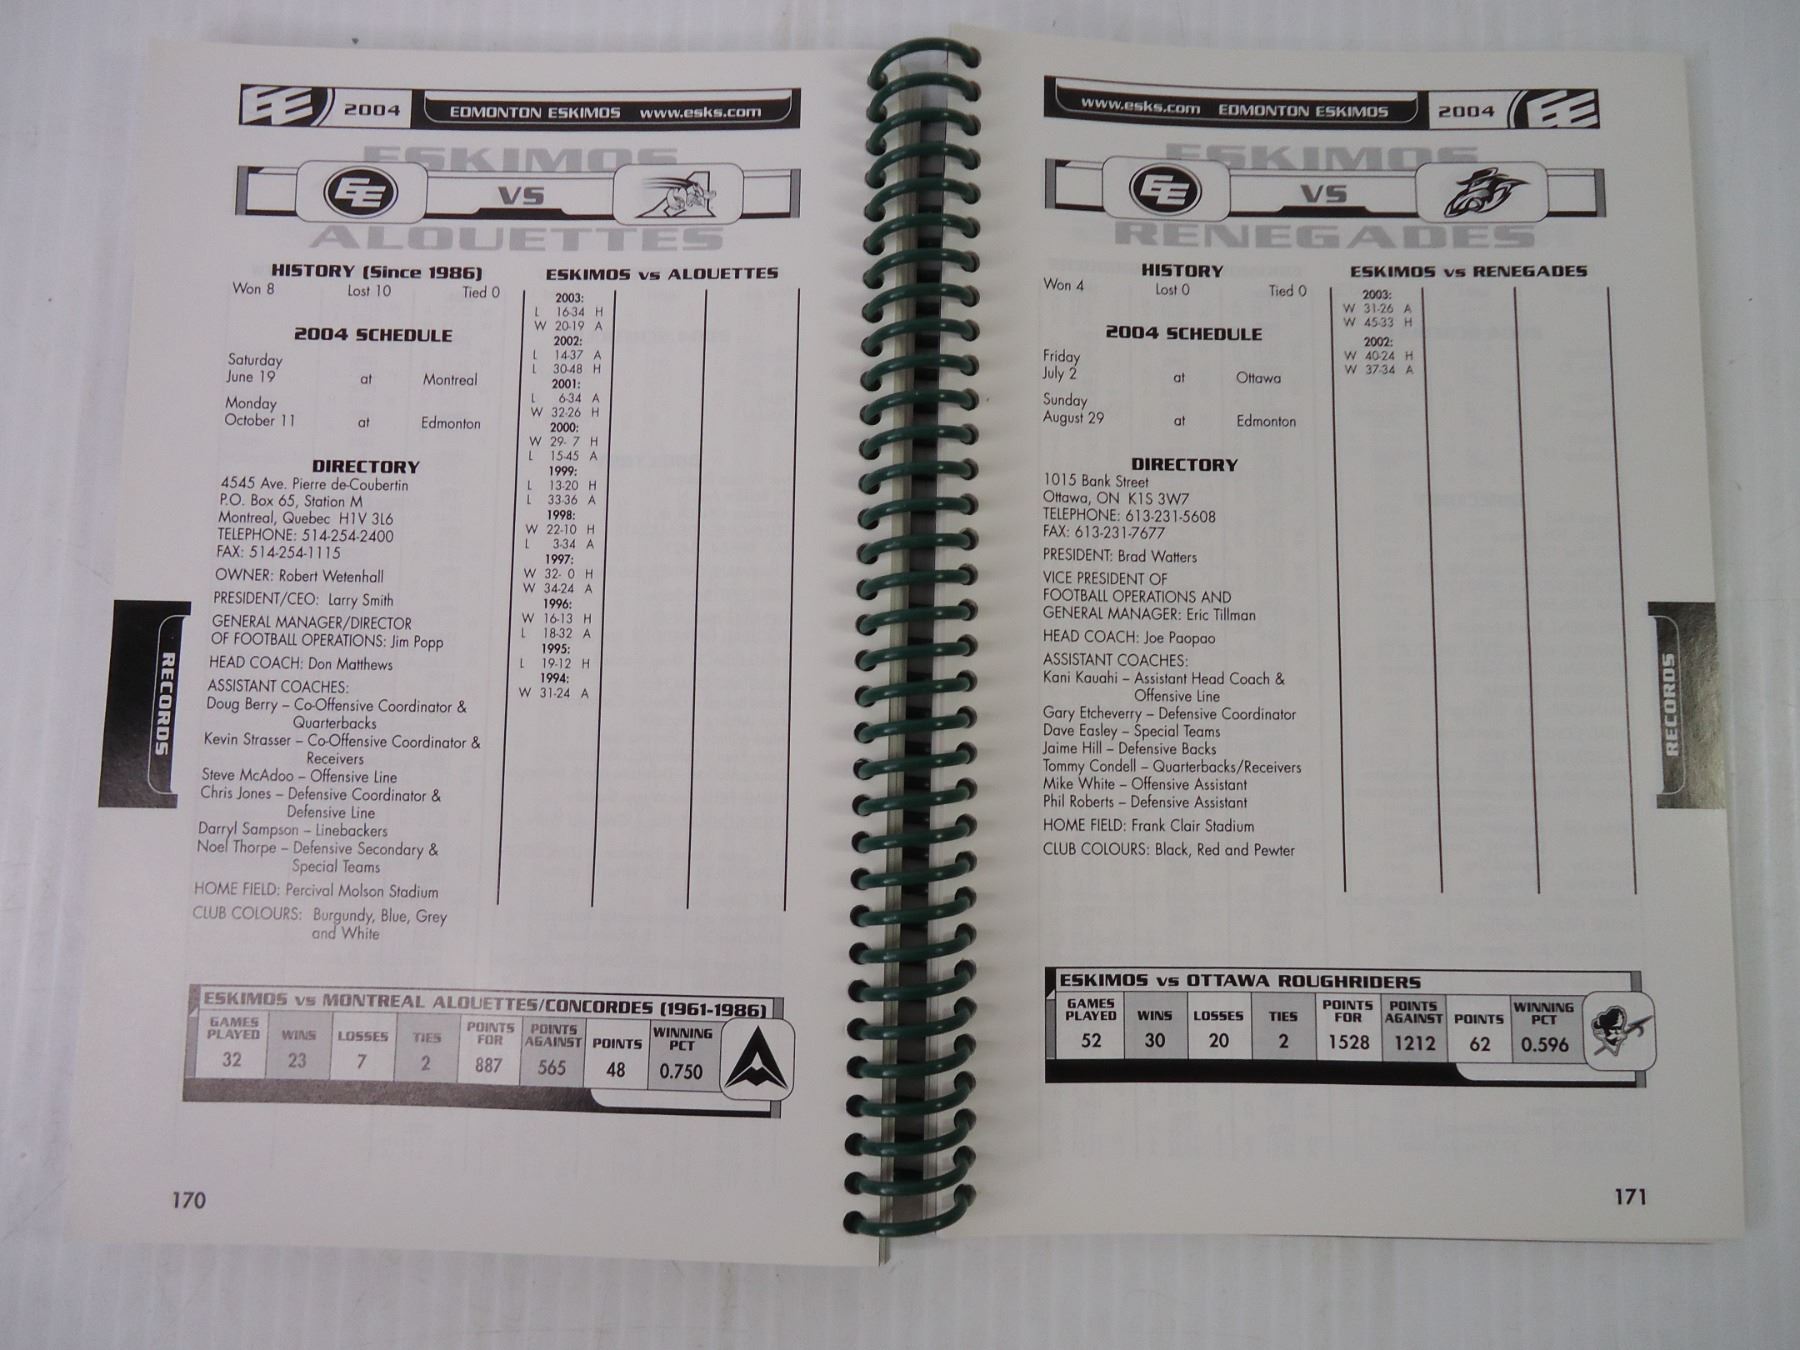 2004 EDMONTON ESKIMOS www.esks.com
ESKIMOS
VS
ALOUETTES
HISTORY (Since 1986)
Won 8 Lost 10 Tied 0
2004 SCHEDULE
Saturday
June 19 at Montreal
Monday
October 11 at Edmonton
DIRECTORY
4545 Ave. Pierre de-Coubertin
P.O. Box 65, Station M
Montreal, Quebec H1V 3L6
TELEPHONE: 514-254-2400
FAX: 514-254-1115
OWNER: Robert Wetenhall
PRESIDENT/CEO: Larry Smith
GENERAL MANAGER/DIRECTOR
OF FOOTBALL OPERATIONS: Jim Popp
HEAD COACH: Don Matthews
ASSISTANT COACHES:
Doug Berry – Co-Offensive Coordinator &
Quarterbacks
Kevin Strasser – Co-Offensive Coordinator &
Receivers
Steve McAdoo – Offensive Line
Chris Jones – Defensive Coordinator &
Defensive Line
Darryl Sampson – Linebackers
Noel Thorpe – Defensive Secondary &
Special Teams
HOME FIELD: Percival Molson Stadium
CLUB COLOURS: Burgundy, Blue, Grey
and White
ESKIMOS vs ALOUETTES
2003:
L 16-34 H
W 20-19 A
2002:
L 14-37 A
L 30-48 H
2001:
L 6-34 A
W 32-26 H
2000:
W 29- 7 H
L 15-45 A
1999:
L 13-20 H
L 33-36 A
1998:
W 22-10 H
L 3-34 A
1997:
W 32- 0 H
W 34-24 A
1996:
W 16-13 H
L 18-32 A
1995:
L 19-12 H
1994:
W 31-24 A
RECORDS
ESKIMOS vs MONTREAL ALOUETTES/CONCORDES (1961-1986)
GAMES PLAYED WINS LOSSES TIES POINTS FOR POINTS AGAINST POINTS WINNING PCT
32 23 7 2 887 565 48 0.750
170
www.esks.com EDMONTON ESKIMOS 2004
ESKIMOS
VS
RENEGADES
HISTORY
Won 4 Lost 0 Tied 0
2004 SCHEDULE
Friday
July 2 at Ottawa
Sunday
August 29 at Edmonton
DIRECTORY
1015 Bank Street
Ottawa, ON K1S 3W7
TELEPHONE: 613-231-5608
FAX: 613-231-7677
PRESIDENT: Brad Watters
VICE PRESIDENT OF
FOOTBALL OPERATIONS AND
GENERAL MANAGER: Eric Tillman
HEAD COACH: Joe Paopao
ASSISTANT COACHES:
Kani Kauahi – Assistant Head Coach &
Offensive Line
Gary Etcheverry – Defensive Coordinator
Dave Easley – Special Teams
Jaime Hill – Defensive Backs
Tommy Condell – Quarterbacks/Receivers
Mike White – Offensive Assistant
Phil Roberts – Defensive Assistant
HOME FIELD: Frank Clair Stadium
CLUB COLOURS: Black, Red and Pewter
ESKIMOS vs RENEGADES
2003:
W 31-26 A
W 45-33 H
2002:
W 40-24 H
W 37-34 A
RECORDS
ESKIMOS vs OTTAWA ROUGHRIDERS
GAMES PLAYED WINS LOSSES TIES POINTS FOR POINTS AGAINST POINTS WINNING PCT
52 30 20 2 1528 1212 62 0.596
171